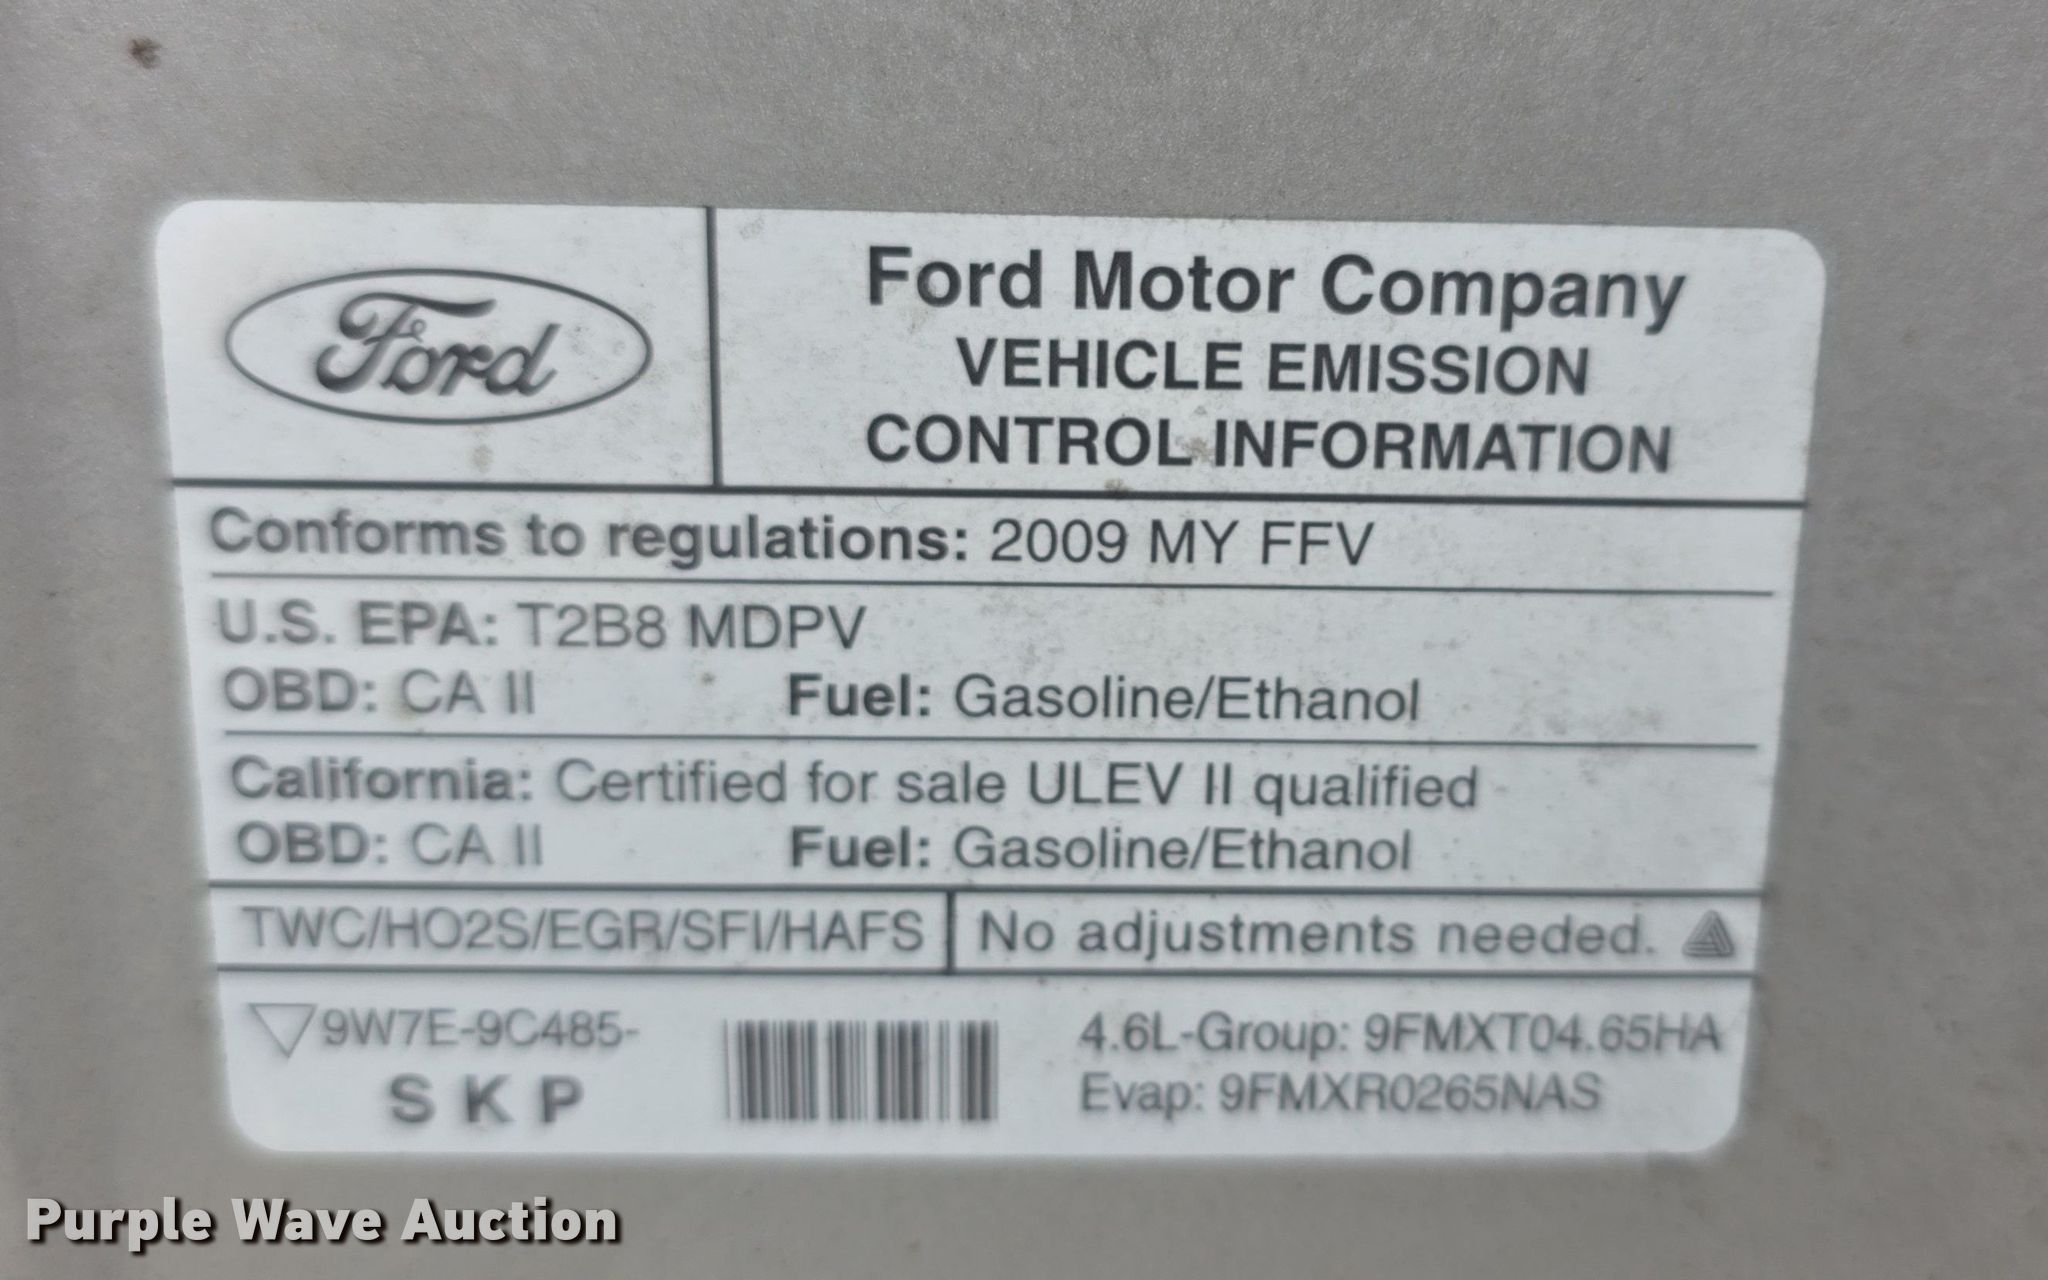 Ford
Ford Motor Company
VEHICLE EMISSION
CONTROL INFORMATION
Conforms to regulations: 2009 MY FFV
U.S. EPA: T2B8 MDPV
OBD: CA II Fuel: Gasoline/Ethanol
California: Certified for sale ULEV II qualified
OBD: CA II Fuel: Gasoline/Ethanol
TWC/HO2S/EGR/SFI/HAFS No adjustments needed.
9W7E-9C485-
S K P
4.6L-Group: 9FMXT04.65HA
Evap: 9FMXR0265NAS
Purple Wave Auction